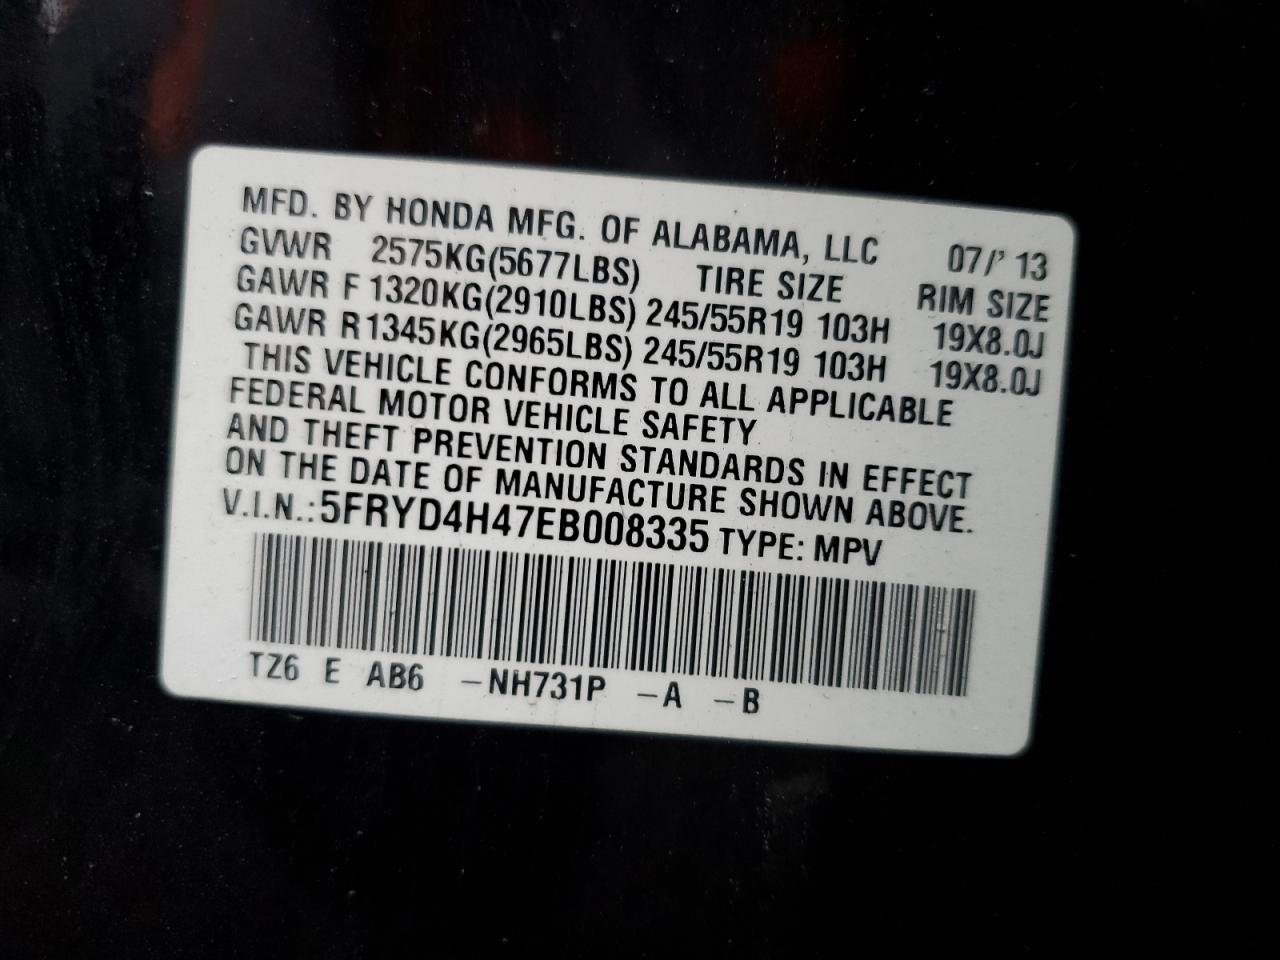 MFD. BY HONDA MFG. OF ALABAMA, LLC 07/' 13
GVWR 2575KG(5677LBS) TIRE SIZE RIM SIZE
GAWR F 1320KG(2910LBS) 245/55R19 103H 19X8.0J
GAWR R 1345KG(2965LBS) 245/55R19 103H 19X8.0J
THIS VEHICLE CONFORMS TO ALL APPLICABLE
FEDERAL MOTOR VEHICLE SAFETY
AND THEFT PREVENTION STANDARDS IN EFFECT
ON THE DATE OF MANUFACTURE SHOWN ABOVE.
V.I.N.:5FRYD4H47EB008335 TYPE: MPV
TZ6 E AB6 -NH731P -A -B